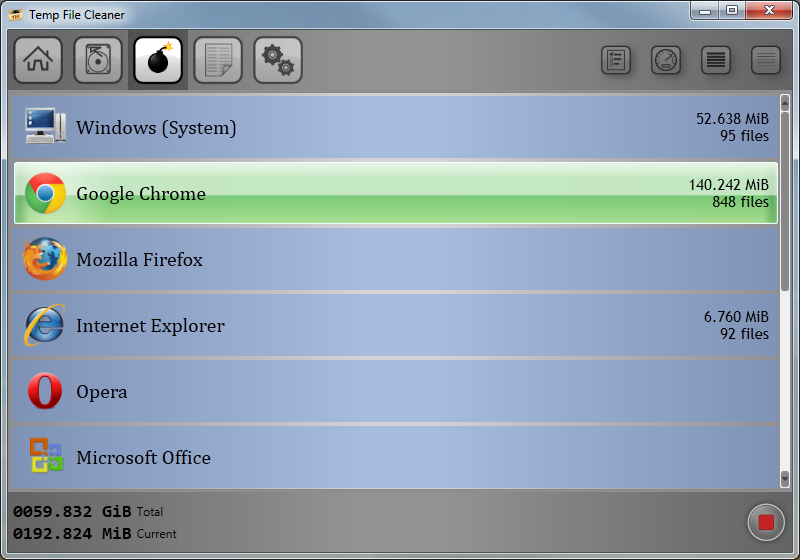 Temp File Cleaner
Windows (System)
52.638 MiB
95 files
Google Chrome
140.242 MiB
848 files
Mozilla Firefox
Internet Explorer
6.760 MiB
92 files
Opera
Microsoft Office
0059.832 GiB Total
0192.824 MiB Current